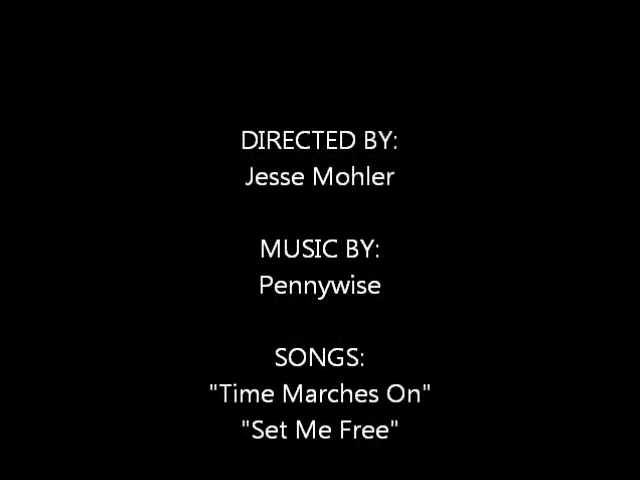 DIRECTED BY:
Jesse Mohler
MUSIC BY:
Pennywise
SONGS:
"Time Marches On"
"Set Me Free"